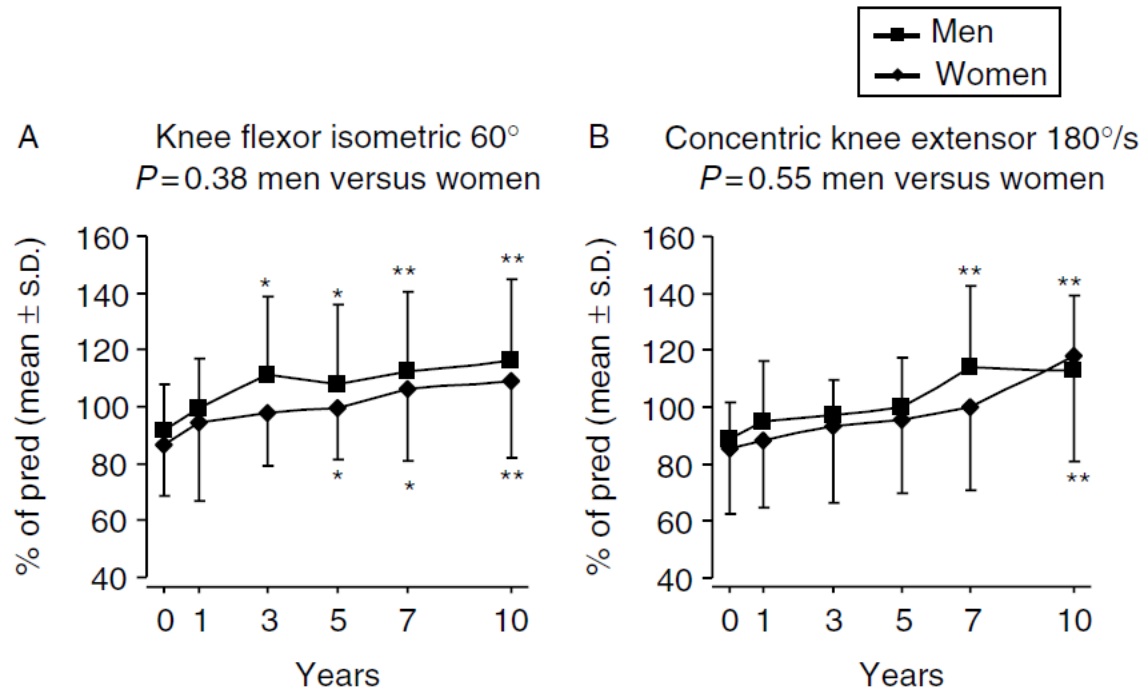 Men
Women
A Knee flexor isometric 60°
P=0.38 men versus women
B Concentric knee extensor 180°/s
P=0.55 men versus women
% of pred (mean ± S.D.)
160
140
120
100
80
60
40
* * ** **
* * **
0 1 3 5 7 10
Years
% of pred (mean ± S.D.)
160
140
120
100
80
60
40
** **
**
0 1 3 5 7 10
Years